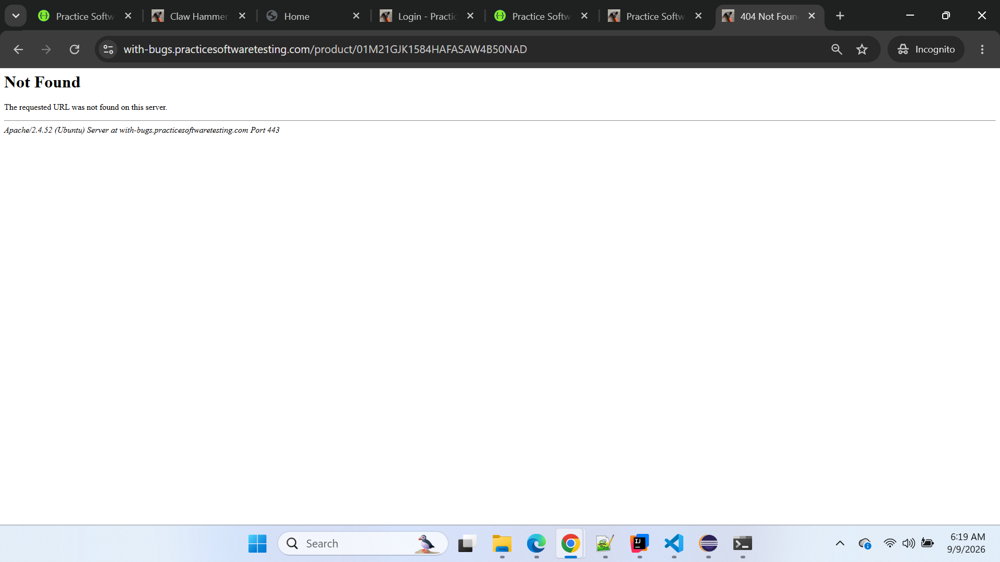 Practice Softw
Claw Hammer
Home
Login - Practic
Practice Softw
Practice Softw
404 Not Foun
with-bugs.practicesoftwaretesting.com/product/01M21GJK1584HAFASAW4B50NAD
Incognito
Not Found
The requested URL was not found on this server.
Apache/2.4.52 (Ubuntu) Server at with-bugs.practicesoftwaretesting.com Port 443
Search
6:19 AM
9/9/2026